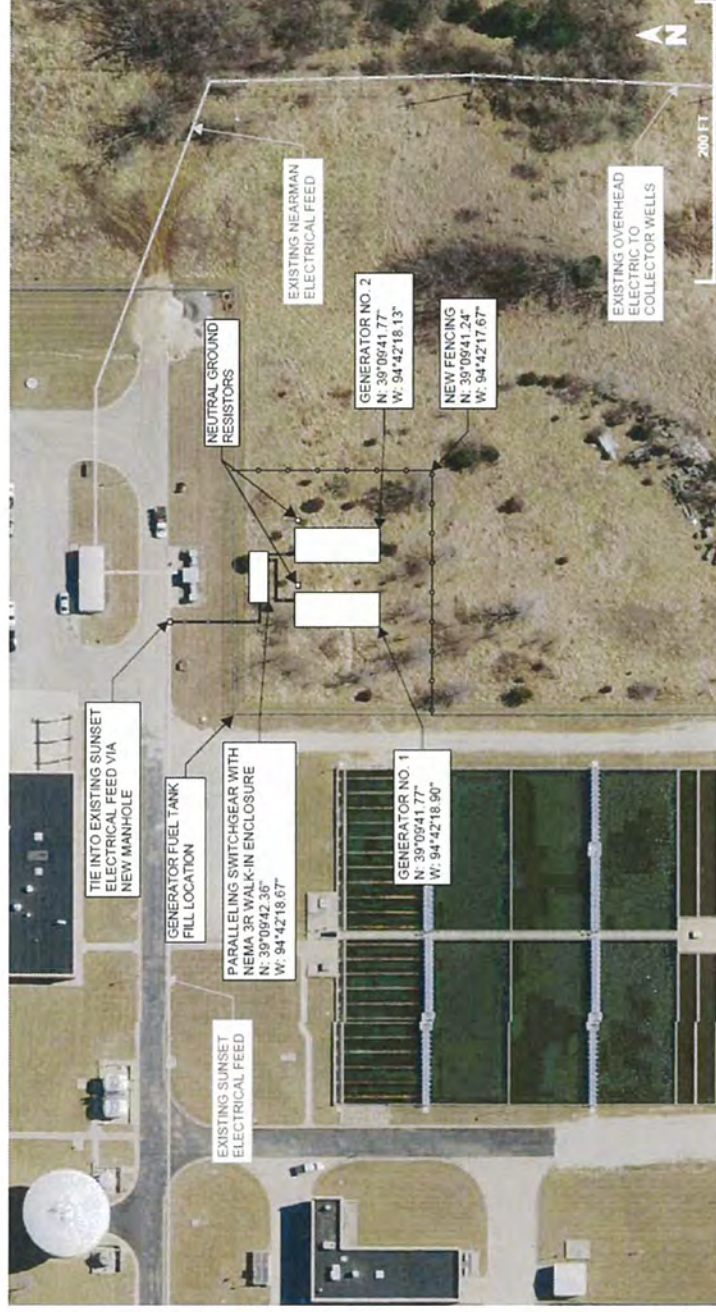 TIE INTO EXISTING SUNSET
ELECTRICAL FEED VIA
NEW MANHOLE
GENERATOR FUEL TANK
FILL LOCATION
PARALLELING SWITCHGEAR WITH
NEMA 3R WALK-IN ENCLOSURE
N: 39°09'42.36"
W: 94°42'18.67"
EXISTING SUNSET
ELECTRICAL FEED
GENERATOR NO. 1
N: 39°09'41.77"
W: 94°42'18.90"
NEUTRAL GROUND
RESISTORS
EXISTING NEARMAN
ELECTRICAL FEED
GENERATOR NO. 2
N: 39°09'41.77"
W: 94°42'18.13"
NEW FENCING
N: 39°09'41.24"
W: 94°42'17.67"
EXISTING OVERHEAD
ELECTRIC TO
COLLECTOR WELLS
N
200 FT